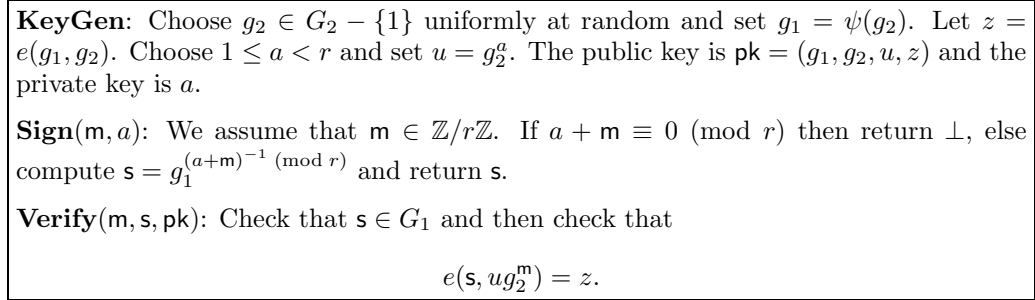 KeyGen: Choose g₂ ∈ G₂ − {1} uniformly at random and set g₁ = ψ(g₂). Let z =
e(g₁, g₂). Choose 1 ≤ a < r and set u = g₂ᵃ. The public key is pk = (g₁, g₂, u, z) and the
private key is a.
Sign(m, a): We assume that m ∈ ℤ/rℤ. If a + m ≡ 0 (mod r) then return ⊥, else
compute s = g₁^{(a+m)^{−1} (mod r)} and return s.
Verify(m, s, pk): Check that s ∈ G₁ and then check that
e(s, ug₂ᵐ) = z.